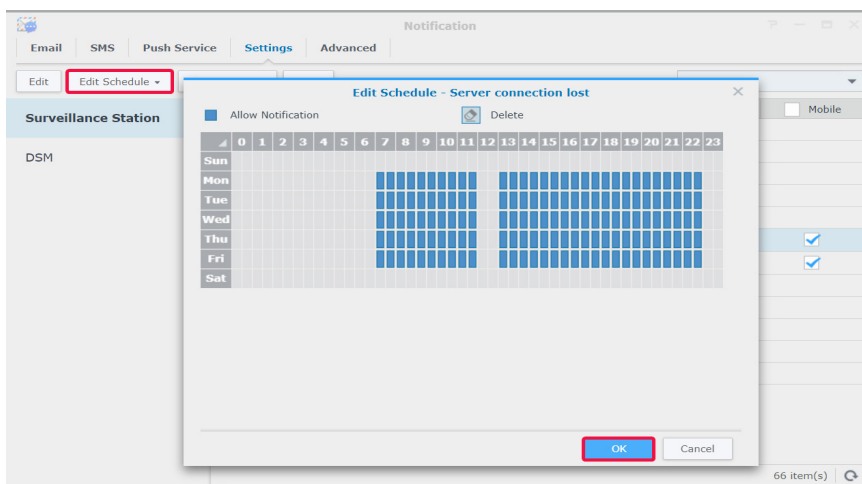 Notification
Email SMS Push Service Settings Advanced
Edit Edit Schedule
Edit Schedule - Server connection lost
Surveillance Station
Allow Notification Delete
Mobile
0 1 2 3 4 5 6 7 8 9 10 11 12 13 14 15 16 17 18 19 20 21 22 23
DSM
Sun
Mon
Tue
Wed
Thu
Fri
Sat
OK Cancel
66 item(s)